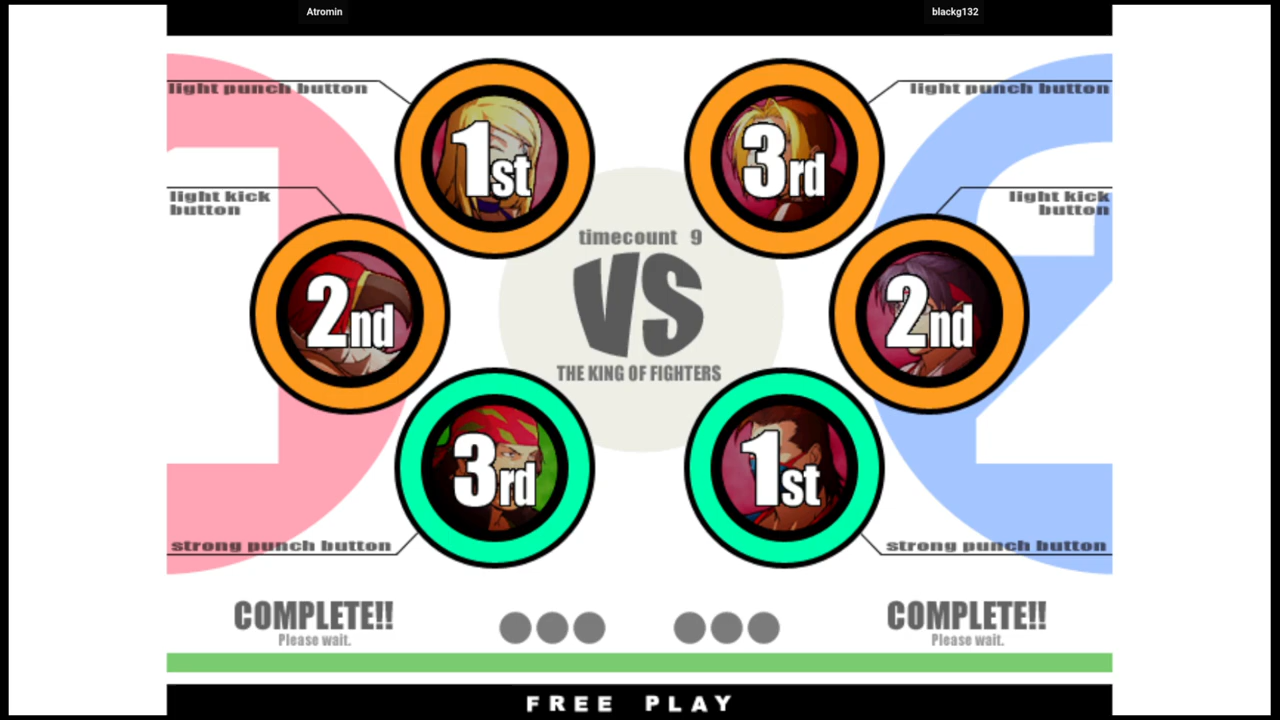 Atromin
blackg132
light punch button
light punch button
1st
3rd
light kick
button
light kick
button
timecount 9
VS
THE KING OF FIGHTERS
2nd
2nd
3rd
1st
strong punch button
strong punch button
COMPLETE!!
Please wait.
COMPLETE!!
Please wait.
FREE PLAY